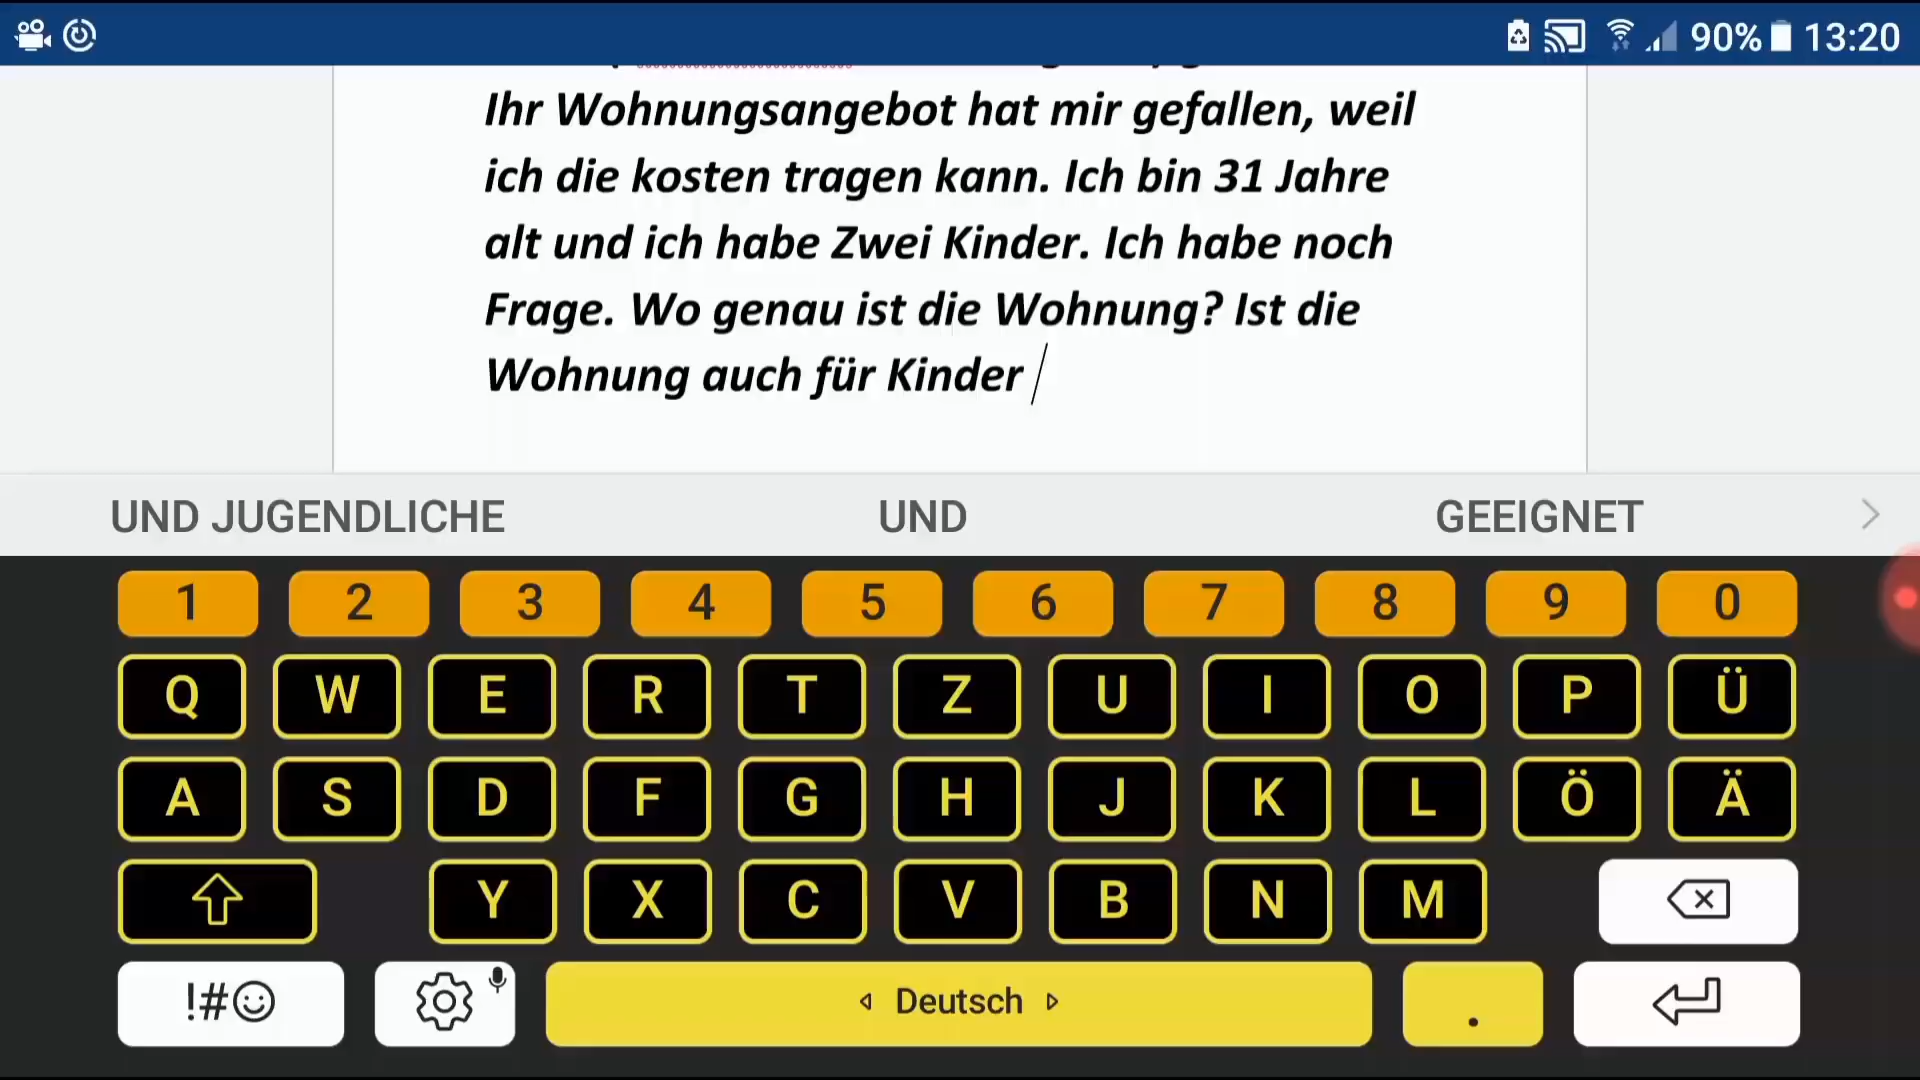 90% 13:20
Ihr Wohnungsangebot hat mir gefallen, weil
ich die kosten tragen kann. Ich bin 31 Jahre
alt und ich habe Zwei Kinder. Ich habe noch
Frage. Wo genau ist die Wohnung? Ist die
Wohnung auch für Kinder
UND JUGENDLICHE UND GEEIGNET
1 2 3 4 5 6 7 8 9 0
Q W E R T Z U I O P Ü
A S D F G H J K L Ö Ä
Y X C V B N M
!#☺ Deutsch .